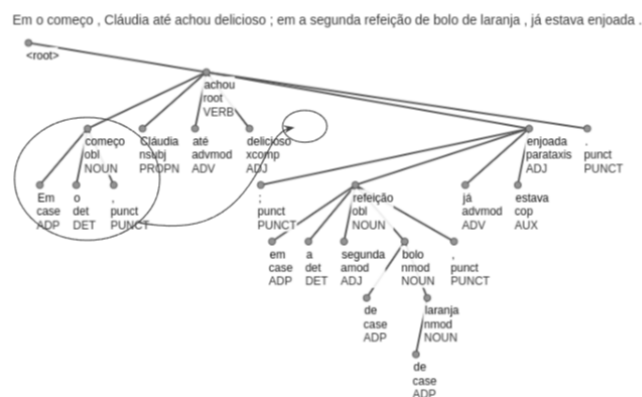 Em o começo , Cláudia até achou delicioso ; em a segunda refeição de bolo de laranja , já estava enjoada .
<root>
achou
root
VERB
começo
obl
NOUN
Cláudia
nsubj
PROPN
até
advmod
ADV
delicioso
xcomp
ADJ
enjoada
parataxis
ADJ
.
punct
PUNCT
Em
case
ADP
o
det
DET
,
punct
PUNCT
;
punct
PUNCT
refeição
obl
NOUN
já
advmod
ADV
estava
cop
AUX
em
case
ADP
a
det
DET
segunda
amod
ADJ
bolo
nmod
NOUN
,
punct
PUNCT
de
case
ADP
laranja
nmod
NOUN
de
case
ADP